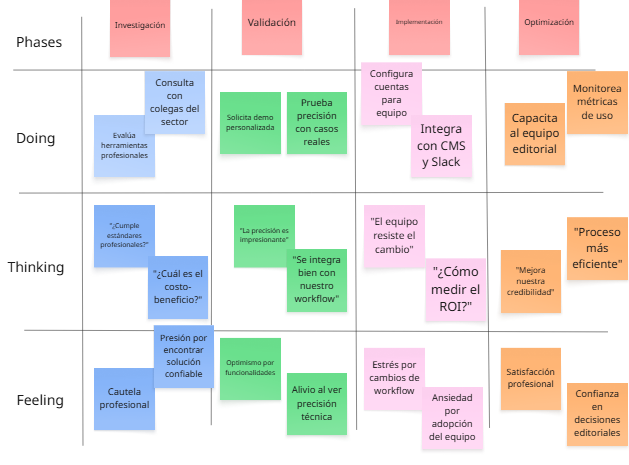 Phases
Investigación
Validación
Implementación
Optimización
Doing
Consulta
con
colegas del
sector
Evalúa
herramientas
profesionales
Solicita demo
personalizada
Prueba
precisión
con casos
reales
Configura
cuentas
para
equipo
Integra
con CMS
y Slack
Capacita
al equipo
editorial
Monitorea
métricas
de uso
Thinking
"¿Cumple
estándares
profesionales?"
"¿Cuál es el
costo-
beneficio?"
"La precisión es
impresionante"
"Se integra
bien con
nuestro
workflow"
"El equipo
resiste el
cambio"
"¿Cómo
medir el
ROI?"
"Mejora
nuestra
credibilidad"
"Proceso
más
eficiente"
Feeling
Presión por
encontrar
solución
confiable
Cautela
profesional
Optimismo por
funcionalidades
Alivio al ver
precisión
técnica
Estrés por
cambios de
workflow
Ansiedad
por
adopción
del equipo
Satisfacción
profesional
Confianza
en
decisiones
editoriales